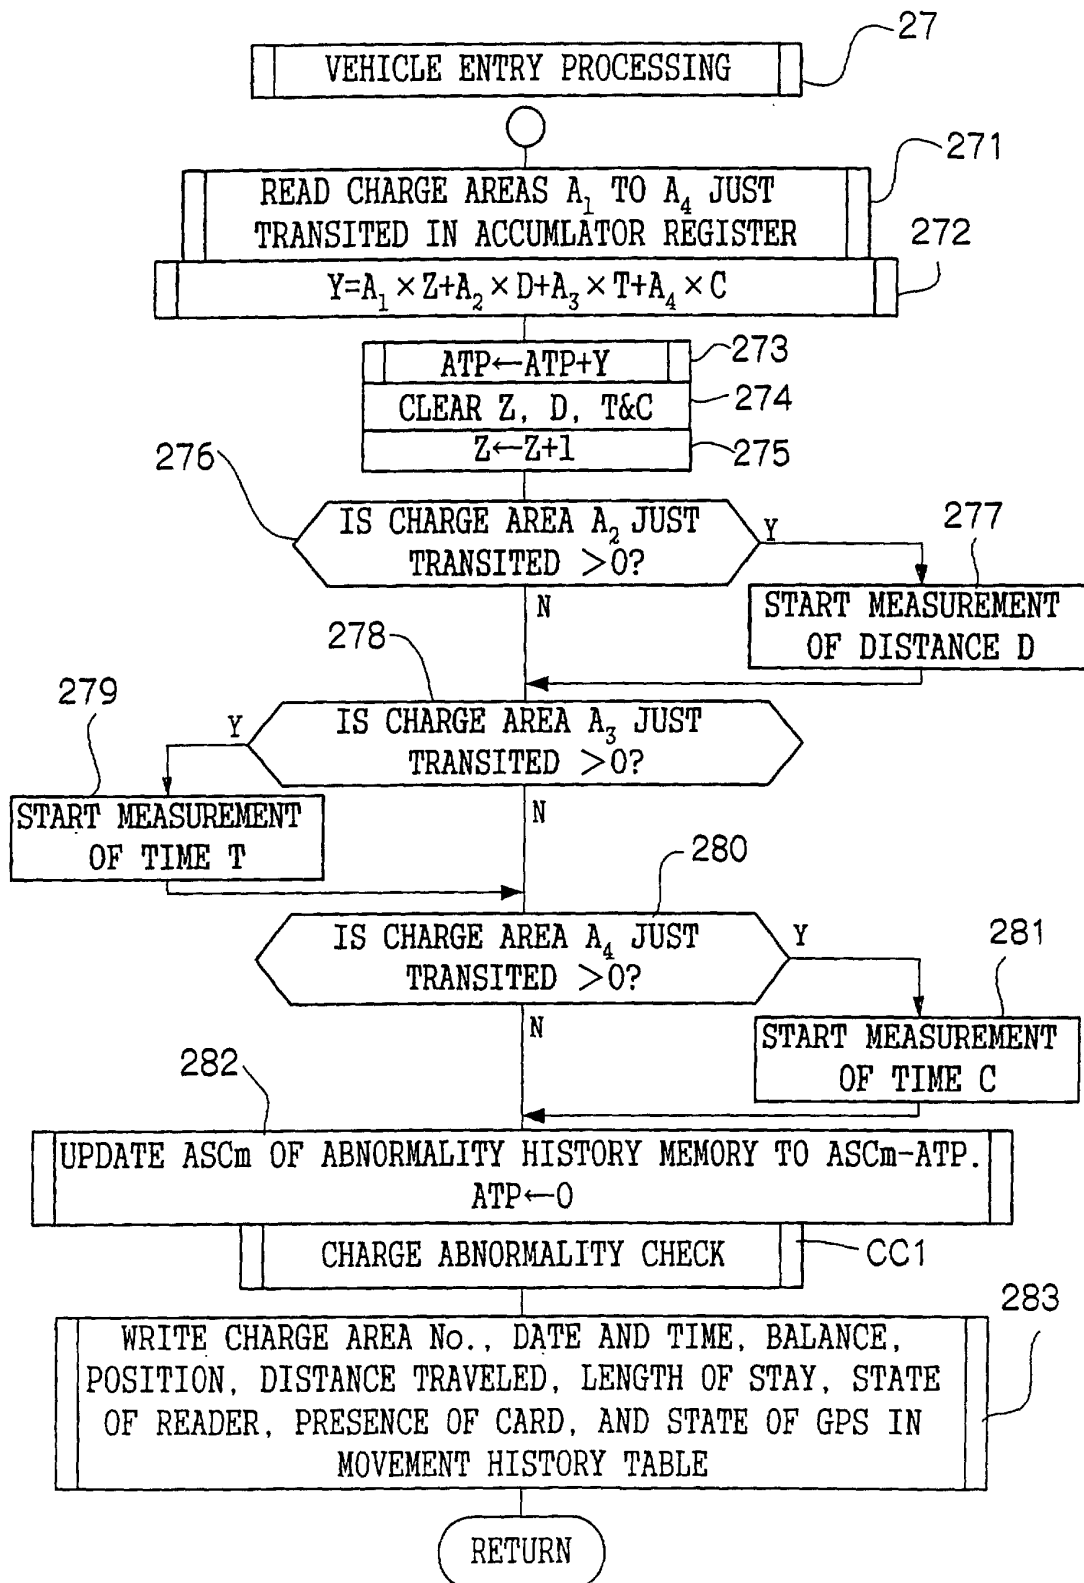 27
VEHICLE ENTRY PROCESSING
271
READ CHARGE AREAS A1 TO A4 JUST
TRANSITED IN ACCUMLATOR REGISTER
272
Y=A1×Z+A2×D+A3×T+A4×C
273
ATP←ATP+Y
274
CLEAR Z, D, T&C
275
Z←Z+1
276
IS CHARGE AREA A2 JUST
TRANSITED >0?
Y
N
277
START MEASUREMENT
OF DISTANCE D
278
IS CHARGE AREA A3 JUST
TRANSITED >0?
Y
N
279
START MEASUREMENT
OF TIME T
280
IS CHARGE AREA A4 JUST
TRANSITED >0?
Y
N
281
START MEASUREMENT
OF TIME C
282
UPDATE ASCm OF ABNORMALITY HISTORY MEMORY TO ASCm-ATP.
ATP←0
CHARGE ABNORMALITY CHECK
CC1
283
WRITE CHARGE AREA No., DATE AND TIME, BALANCE,
POSITION, DISTANCE TRAVELED, LENGTH OF STAY, STATE
OF READER, PRESENCE OF CARD, AND STATE OF GPS IN
MOVEMENT HISTORY TABLE
RETURN